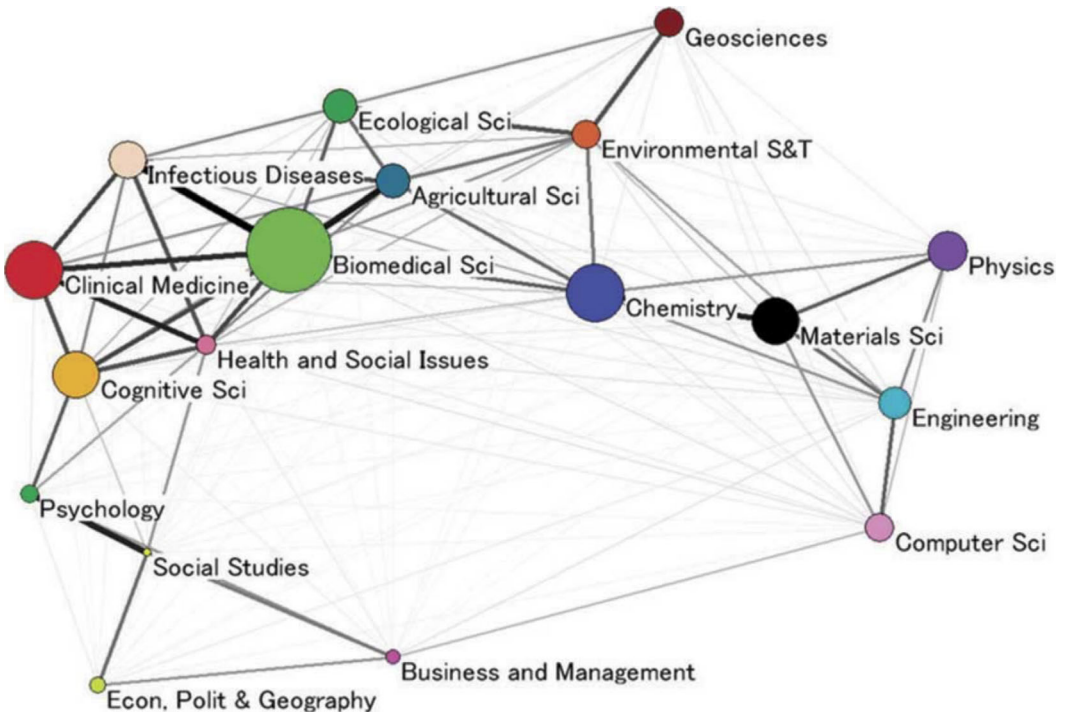 Geosciences
Ecological Sci
Environmental S&T
Infectious Diseases
Agricultural Sci
Biomedical Sci
Physics
Clinical Medicine
Chemistry
Materials Sci
Health and Social Issues
Cognitive Sci
Engineering
Psychology
Computer Sci
Social Studies
Business and Management
Econ, Polit & Geography